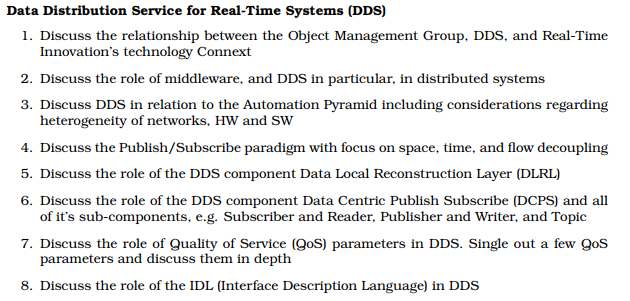 Data Distribution Service for Real-Time Systems (DDS)
1. Discuss the relationship between the Object Management Group, DDS, and Real-Time
Innovation's technology Connext
2. Discuss the role of middleware, and DDS in particular, in distributed systems
3. Discuss DDS in relation to the Automation Pyramid including considerations regarding
heterogeneity of networks, HW and SW
4. Discuss the Publish/Subscribe paradigm with focus on space, time, and flow decoupling
5. Discuss the role of the DDS component Data Local Reconstruction Layer (DLRL)
6. Discuss the role of the DDS component Data Centric Publish Subscribe (DCPS) and all
of it's sub-components, e.g. Subscriber and Reader, Publisher and Writer, and Topic
7. Discuss the role of Quality of Service (QoS) parameters in DDS. Single out a few QoS
parameters and discuss them in depth
8. Discuss the role of the IDL (Interface Description Language) in DDS